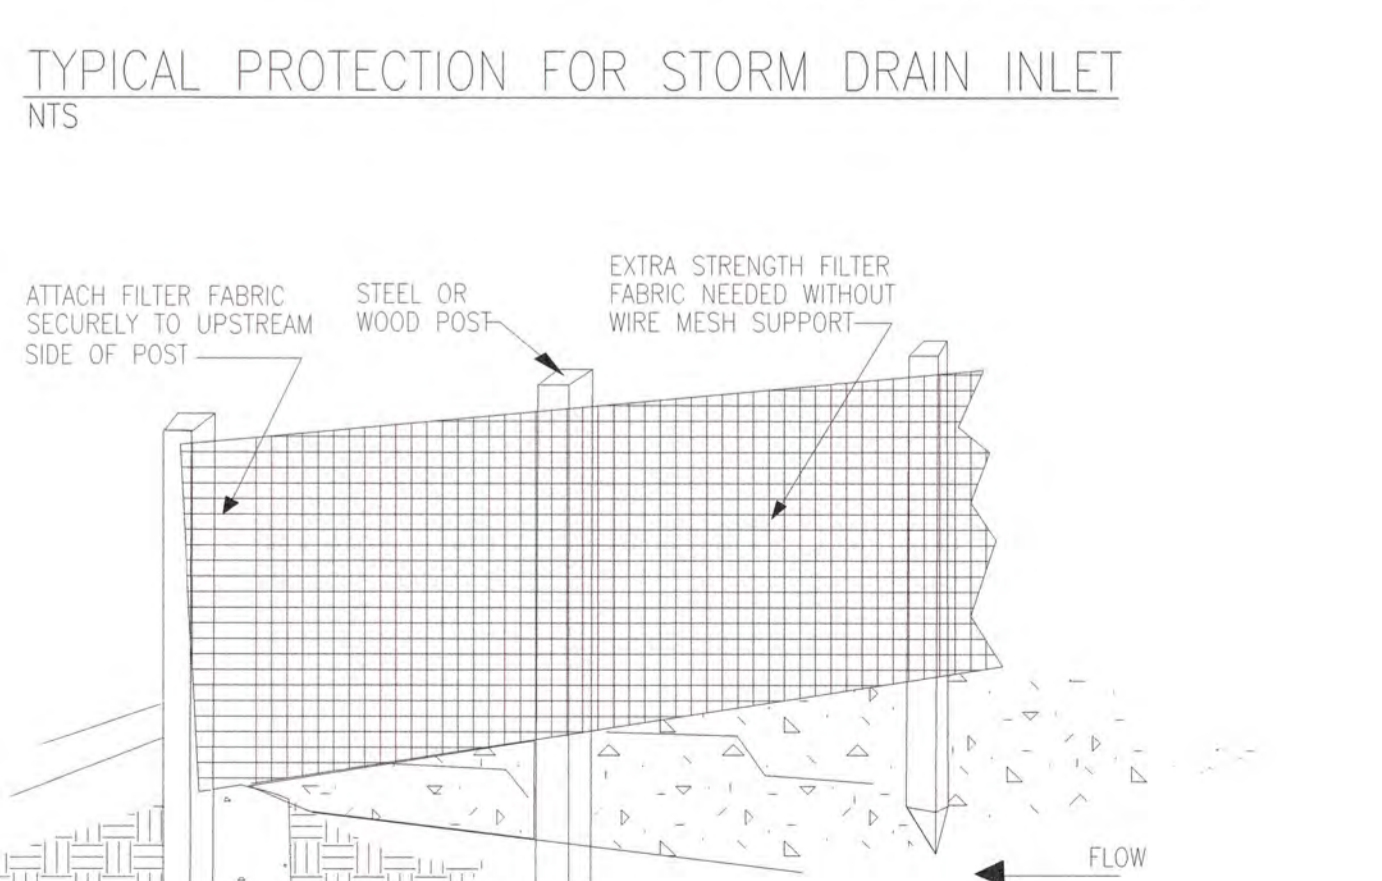 TYPICAL PROTECTION FOR STORM DRAIN INLET
NTS
ATTACH FILTER FABRIC
SECURELY TO UPSTREAM
SIDE OF POST
STEEL OR
WOOD POST
EXTRA STRENGTH FILTER
FABRIC NEEDED WITHOUT
WIRE MESH SUPPORT
FLOW